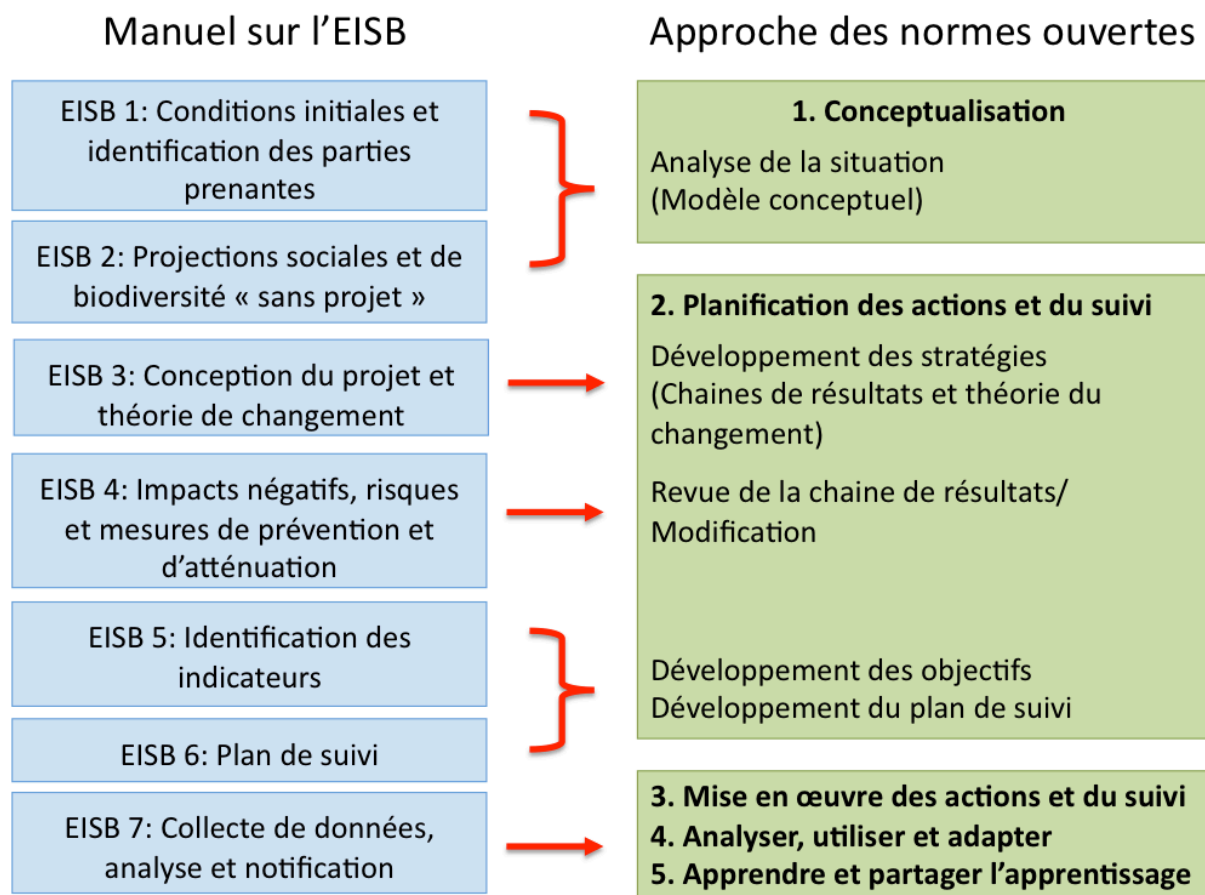 Manuel sur l’EISB
EISB 1: Conditions initiales et
identification des parties
prenantes
EISB 2: Projections sociales et de
biodiversité « sans projet »
EISB 3: Conception du projet et
théorie de changement
EISB 4: Impacts négatifs, risques
et mesures de prévention et
d’atténuation
EISB 5: Identification des
indicateurs
EISB 6: Plan de suivi
EISB 7: Collecte de données,
analyse et notification
Approche des normes ouvertes
1. Conceptualisation
Analyse de la situation
(Modèle conceptuel)
2. Planification des actions et du suivi
Développement des stratégies
(Chaines de résultats et théorie du
changement)
Revue de la chaine de résultats/
Modification
Développement des objectifs
Développement du plan de suivi
3. Mise en œuvre des actions et du suivi
4. Analyser, utiliser et adapter
5. Apprendre et partager l’apprentissage